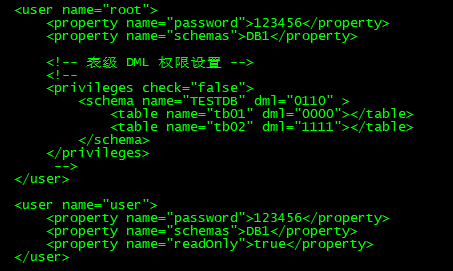 <user name="root">
<property name="password">123456</property>
<property name="schemas">DB1</property>
<!-- 表级 DML 权限设置 -->
<!--
<privileges check="false">
<schema name="TESTDB" dml="0110" >
<table name="tb01" dml="0000"></table>
<table name="tb02" dml="1111"></table>
</schema>
</privileges>
-->
</user>
<user name="user">
<property name="password">123456</property>
<property name="schemas">DB1</property>
<property name="readOnly">true</property>
</user>